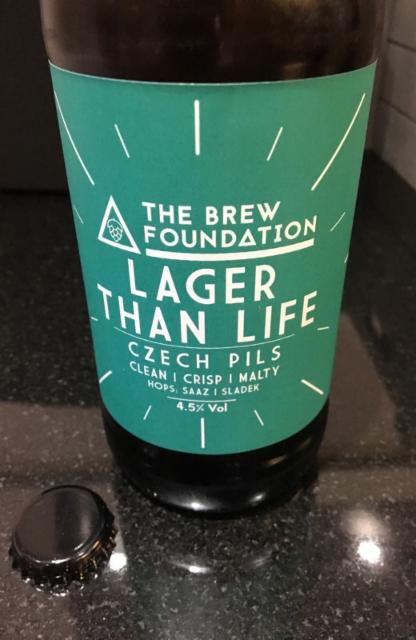 THE BREW
FOUNDATION
LAGER
THAN LIFE
CZECH PILS
CLEAN | CRISP | MALTY
HOPS: SAAZ | SLADEK
4.5% Vol